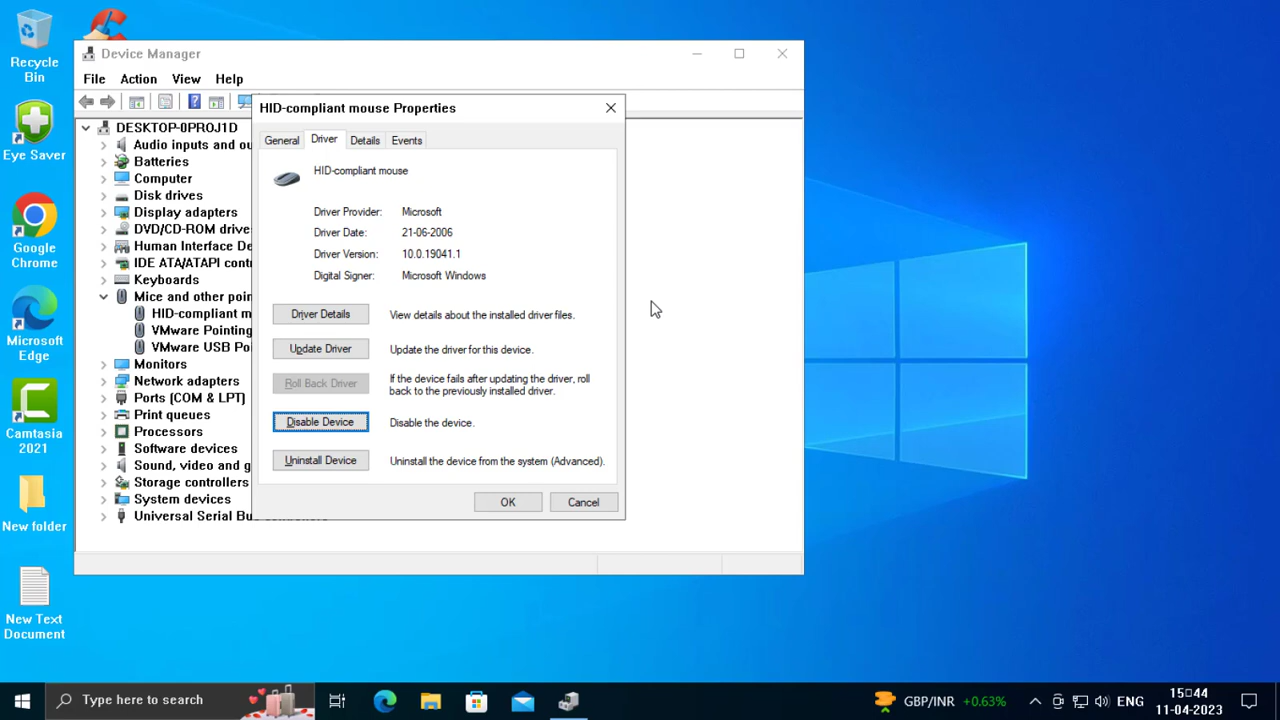 Recycle
Bin
Eye Saver
Google
Chrome
Microsoft
Edge
Camtasia
2021
New folder
New Text
Document
Device Manager
File Action View Help
DESKTOP-0PROJ1D
Audio inputs and ou
Batteries
Computer
Disk drives
Display adapters
DVD/CD-ROM drive
Human Interface De
IDE ATA/ATAPI contr
Keyboards
Mice and other poin
HID-compliant m
VMware Pointing
VMware USB Poi
Monitors
Network adapters
Ports (COM & LPT)
Print queues
Processors
Software devices
Sound, video and g
Storage controllers
System devices
Universal Serial Bus controllers
HID-compliant mouse Properties
General Driver Details Events
HID-compliant mouse
Driver Provider: Microsoft
Driver Date: 21-06-2006
Driver Version: 10.0.19041.1
Digital Signer: Microsoft Windows
Driver Details View details about the installed driver files.
Update Driver Update the driver for this device.
Roll Back Driver If the device fails after updating the driver, roll
back to the previously installed driver.
Disable Device Disable the device.
Uninstall Device Uninstall the device from the system (Advanced).
OK Cancel
Type here to search
GBP/INR +0.63%
ENG
15:44
11-04-2023